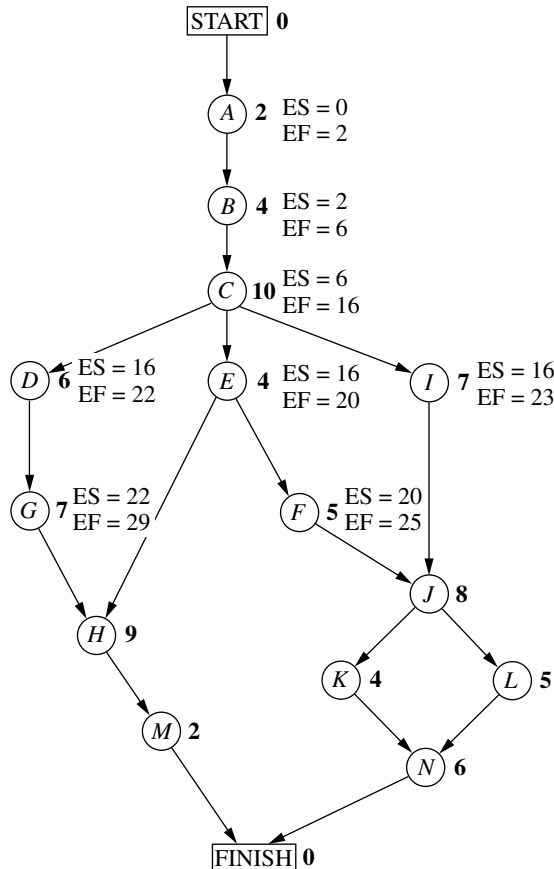 START 0
A 2 ES = 0
EF = 2
B 4 ES = 2
EF = 6
C 10 ES = 6
EF = 16
D 6 ES = 16
EF = 22
E 4 ES = 16
EF = 20
I 7 ES = 16
EF = 23
G 7 ES = 22
EF = 29
F 5 ES = 20
EF = 25
J 8
H 9
K 4
L 5
M 2
N 6
FINISH 0